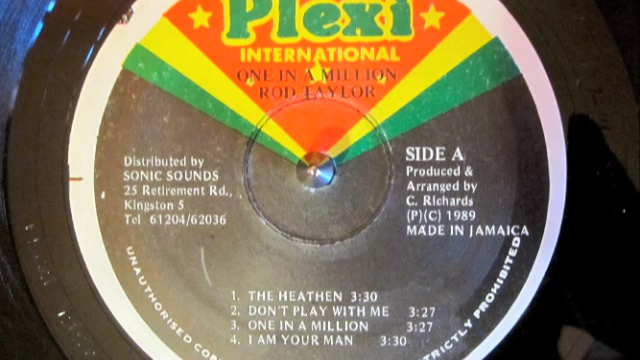 Plexi
INTERNATIONAL
ONE IN A MILLION
ROD TAYLOR
Distributed by
SONIC SOUNDS
25 Retirement Rd.,
Kingston 5
Tel 61204/62036
SIDE A
Produced &
Arranged by
C. Richards
(P)(C) 1989
MADE IN JAMAICA
1. THE HEATHEN 3:30
2. DON'T PLAY WITH ME 3:27
3. ONE IN A MILLION 3:27
4. I AM YOUR MAN 3:30
UNAUTHORISED
STRICTLY PROHIBITED